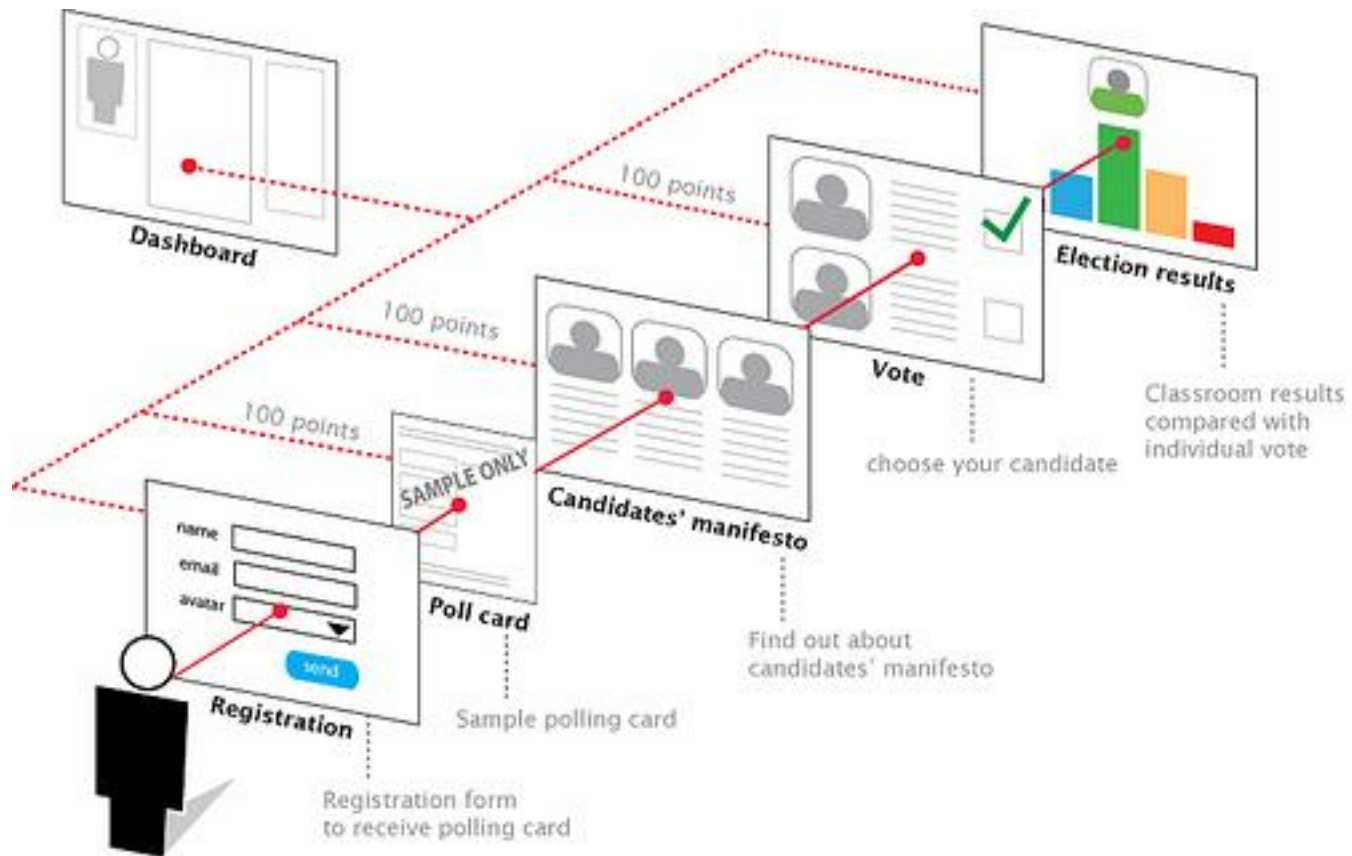 Dashboard
100 points
Election results
Classroom results
compared with
individual vote
100 points
Vote
choose your candidate
100 points
Candidates' manifesto
Find out about
candidates' manifesto
SAMPLE ONLY
Poll card
Sample polling card
name
email
avatar
send
Registration
Registration form
to receive polling card